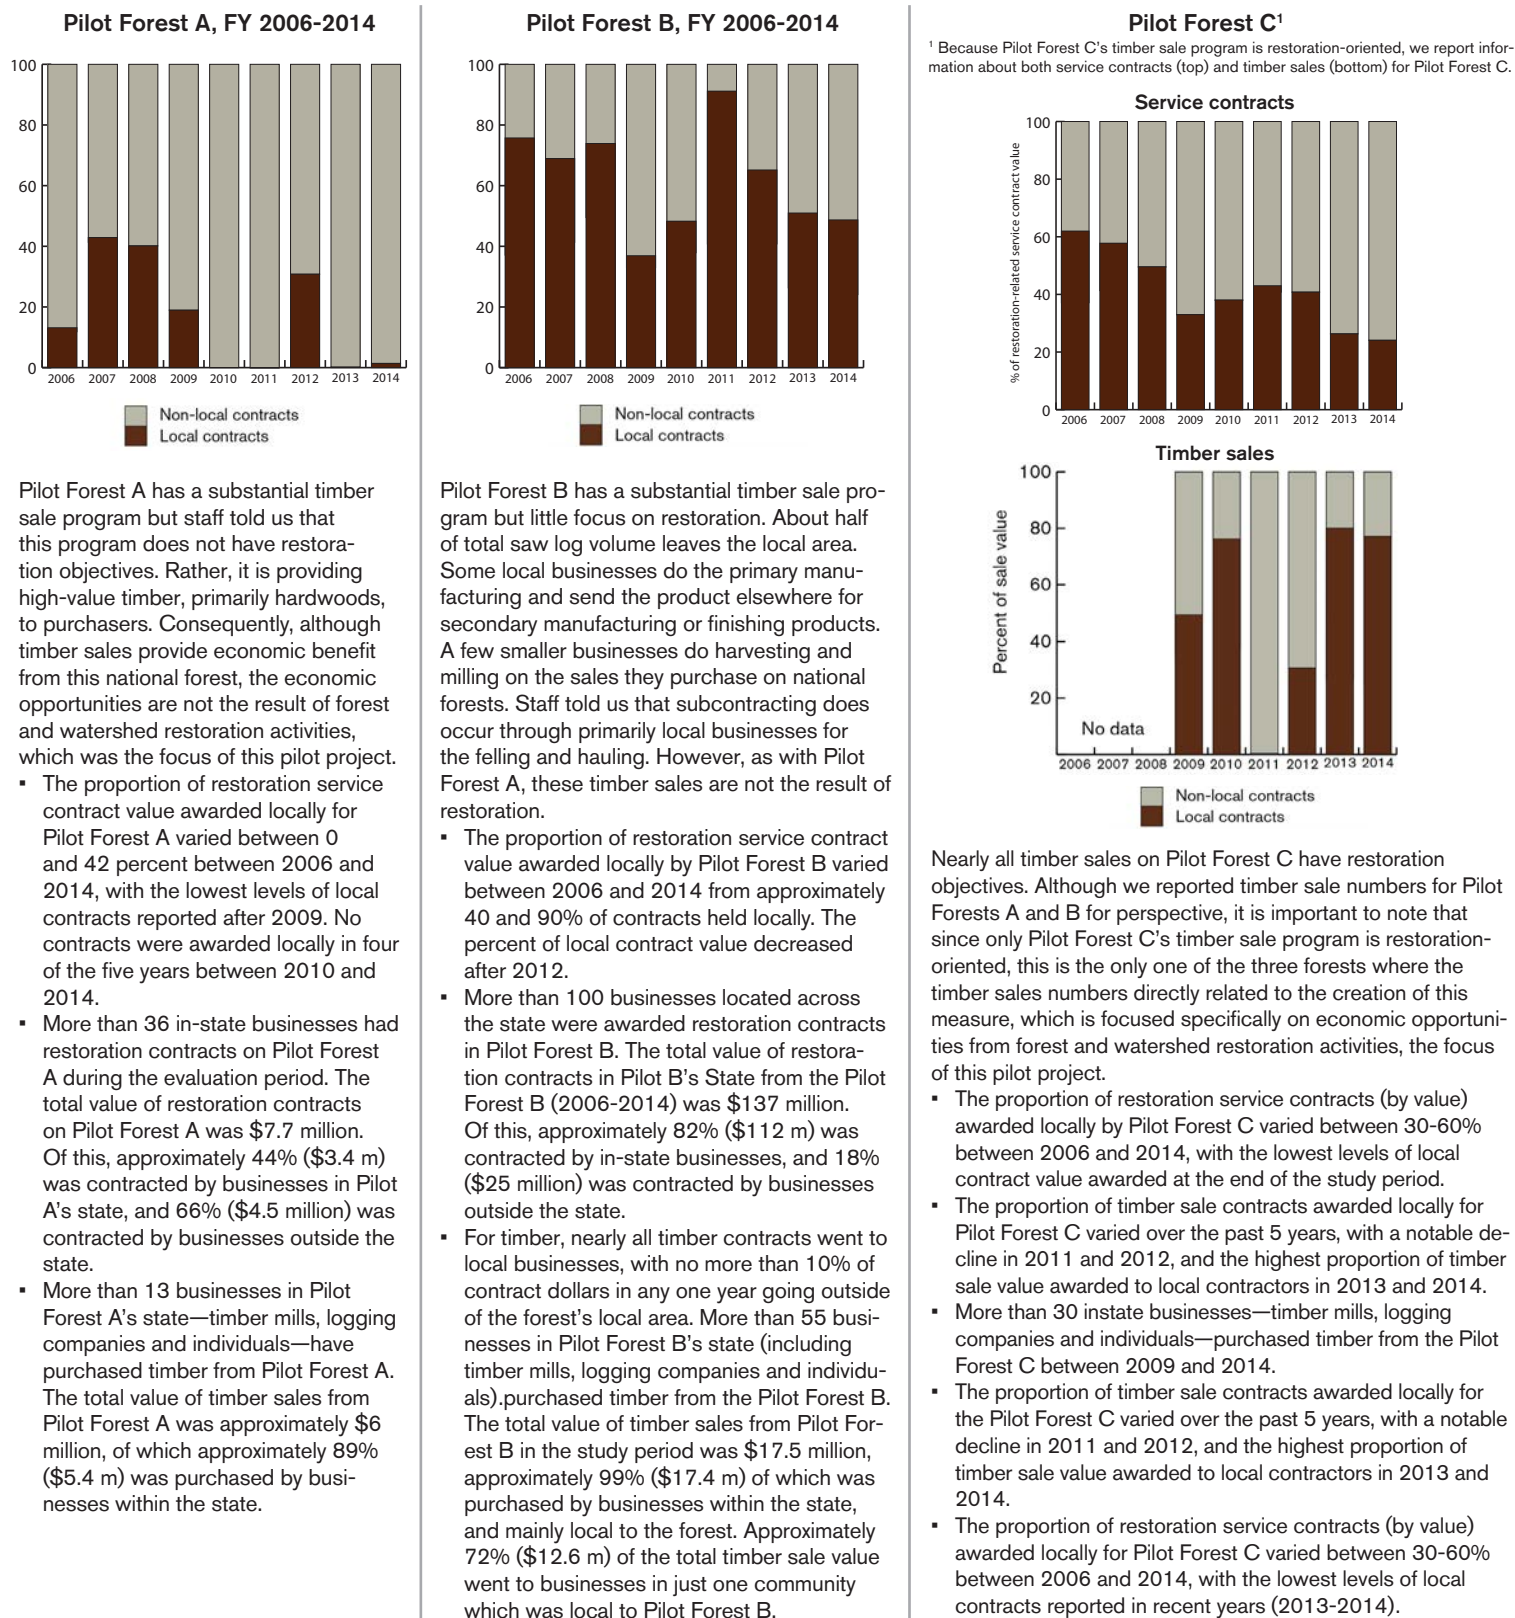 Pilot Forest A, FY 2006-2014
100
80
60
40
20
0
2006 2007 2008 2009 2010 2011 2012 2013 2014
Non-local contracts
Local contracts
Pilot Forest A has a substantial timber
sale program but staff told us that
this program does not have restora-
tion objectives. Rather, it is providing
high-value timber, primarily hardwoods,
to purchasers. Consequently, although
timber sales provide economic benefit
from this national forest, the economic
opportunities are not the result of forest
and watershed restoration activities,
which was the focus of this pilot project.
▪ The proportion of restoration service
contract value awarded locally for
Pilot Forest A varied between 0
and 42 percent between 2006 and
2014, with the lowest levels of local
contracts reported after 2009. No
contracts were awarded locally in four
of the five years between 2010 and
2014.
▪ More than 36 in-state businesses had
restoration contracts on Pilot Forest
A during the evaluation period. The
total value of restoration contracts
on Pilot Forest A was $7.7 million.
Of this, approximately 44% ($3.4 m)
was contracted by businesses in Pilot
A's state, and 66% ($4.5 million) was
contracted by businesses outside the
state.
▪ More than 13 businesses in Pilot
Forest A's state—timber mills, logging
companies and individuals—have
purchased timber from Pilot Forest A.
The total value of timber sales from
Pilot Forest A was approximately $6
million, of which approximately 89%
($5.4 m) was purchased by busi-
nesses within the state.
Pilot Forest B, FY 2006-2014
100
80
60
40
20
0
2006 2007 2008 2009 2010 2011 2012 2013 2014
Non-local contracts
Local contracts
Pilot Forest B has a substantial timber sale pro-
gram but little focus on restoration. About half
of total saw log volume leaves the local area.
Some local businesses do the primary manu-
facturing and send the product elsewhere for
secondary manufacturing or finishing products.
A few smaller businesses do harvesting and
milling on the sales they purchase on national
forests. Staff told us that subcontracting does
occur through primarily local businesses for
the felling and hauling. However, as with Pilot
Forest A, these timber sales are not the result of
restoration.
▪ The proportion of restoration service contract
value awarded locally by Pilot Forest B varied
between 2006 and 2014 from approximately
40 and 90% of contracts held locally. The
percent of local contract value decreased
after 2012.
▪ More than 100 businesses located across
the state were awarded restoration contracts
in Pilot Forest B. The total value of restora-
tion contracts in Pilot B's State from the Pilot
Forest B (2006-2014) was $137 million.
Of this, approximately 82% ($112 m) was
contracted by in-state businesses, and 18%
($25 million) was contracted by businesses
outside the state.
▪ For timber, nearly all timber contracts went to
local businesses, with no more than 10% of
contract dollars in any one year going outside
of the forest's local area. More than 55 busi-
nesses in Pilot Forest B's state (including
timber mills, logging companies and individu-
als).purchased timber from the Pilot Forest B.
The total value of timber sales from Pilot For-
est B in the study period was $17.5 million,
approximately 99% ($17.4 m) of which was
purchased by businesses within the state,
and mainly local to the forest. Approximately
72% ($12.6 m) of the total timber sale value
went to businesses in just one community
which was local to Pilot Forest B.
Pilot Forest C¹
¹ Because Pilot Forest C's timber sale program is restoration-oriented, we report infor-
mation about both service contracts (top) and timber sales (bottom) for Pilot Forest C.
Service contracts
% of restoration-related service contract value
100
80
60
40
20
0
2006 2007 2008 2009 2010 2011 2012 2013 2014
Timber sales
Percent of sale value
100
80
60
40
20
No data
2006 2007 2008 2009 2010 2011 2012 2013 2014
Non-local contracts
Local contracts
Nearly all timber sales on Pilot Forest C have restoration
objectives. Although we reported timber sale numbers for Pilot
Forests A and B for perspective, it is important to note that
since only Pilot Forest C's timber sale program is restoration-
oriented, this is the only one of the three forests where the
timber sales numbers directly related to the creation of this
measure, which is focused specifically on economic opportuni-
ties from forest and watershed restoration activities, the focus
of this pilot project.
▪ The proportion of restoration service contracts (by value)
awarded locally by Pilot Forest C varied between 30-60%
between 2006 and 2014, with the lowest levels of local
contract value awarded at the end of the study period.
▪ The proportion of timber sale contracts awarded locally for
Pilot Forest C varied over the past 5 years, with a notable de-
cline in 2011 and 2012, and the highest proportion of timber
sale value awarded to local contractors in 2013 and 2014.
▪ More than 30 instate businesses—timber mills, logging
companies and individuals—purchased timber from the Pilot
Forest C between 2009 and 2014.
▪ The proportion of timber sale contracts awarded locally for
the Pilot Forest C varied over the past 5 years, with a notable
decline in 2011 and 2012, and the highest proportion of
timber sale value awarded to local contractors in 2013 and
2014.
▪ The proportion of restoration service contracts (by value)
awarded locally for Pilot Forest C varied between 30-60%
between 2006 and 2014, with the lowest levels of local
contracts reported in recent years (2013-2014).